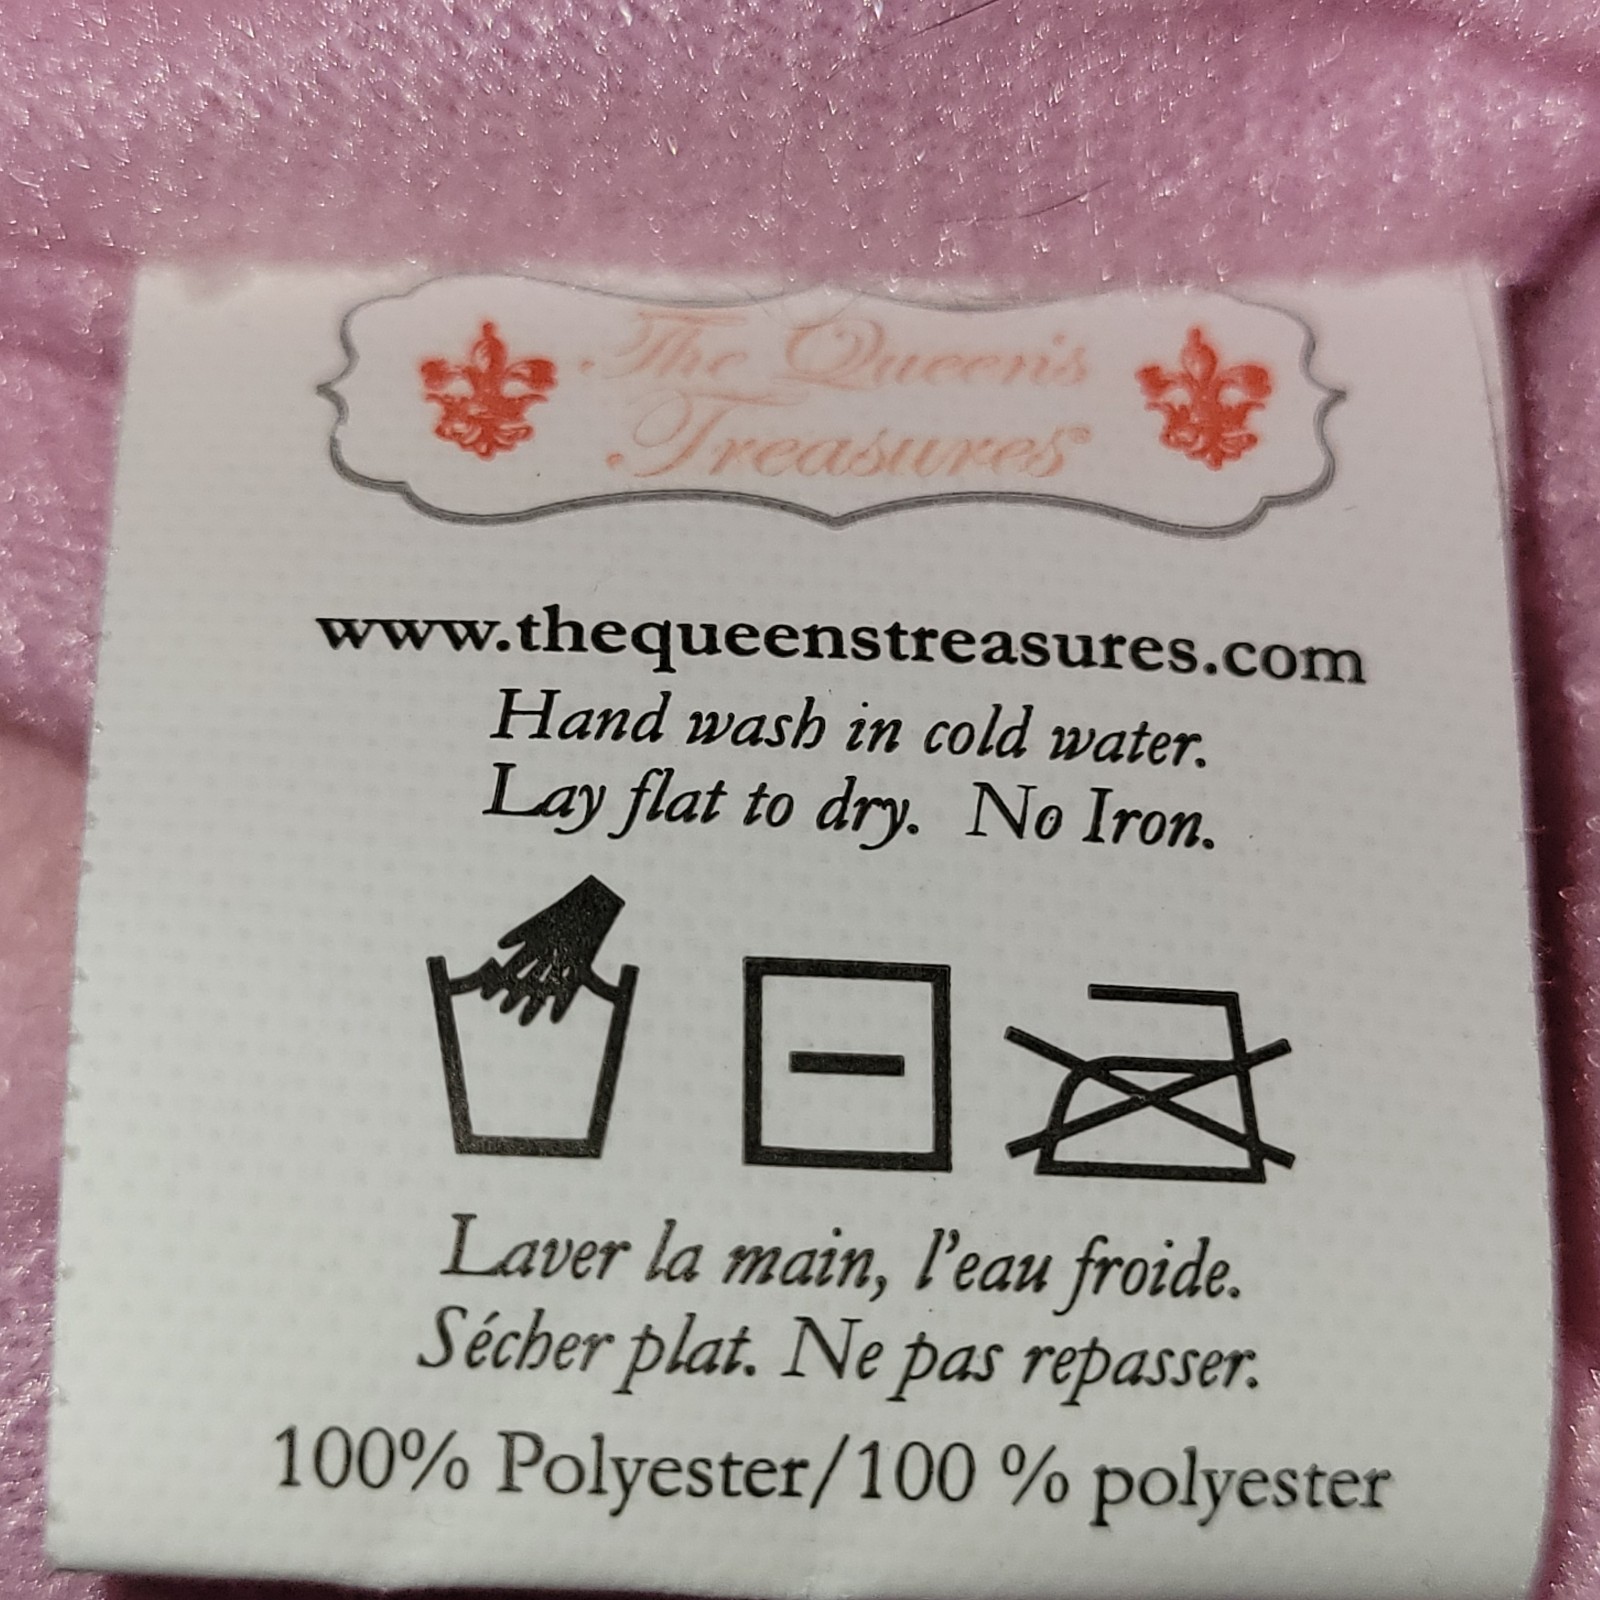 The Queen's
Treasures®
www.thequeenstreasures.com
Hand wash in cold water.
Lay flat to dry. No Iron.
Laver la main, l'eau froide.
Sécher plat. Ne pas repasser.
100% Polyester/100 % polyester